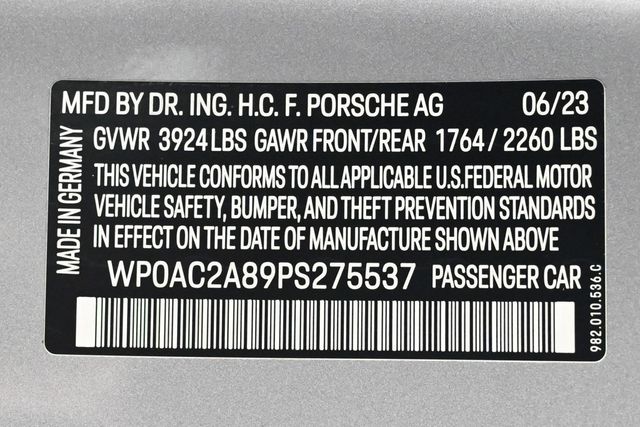 MFD BY DR. ING. H.C. F. PORSCHE AG 06/23
GVWR 3924 LBS GAWR FRONT/REAR 1764 / 2260 LBS
THIS VEHICLE CONFORMS TO ALL APPLICABLE U.S. FEDERAL MOTOR
VEHICLE SAFETY, BUMPER, AND THEFT PREVENTION STANDARDS
IN EFFECT ON THE DATE OF MANUFACTURE SHOWN ABOVE
WP0AC2A89PS275537 PASSENGER CAR
MADE IN GERMANY
982.010.536.C